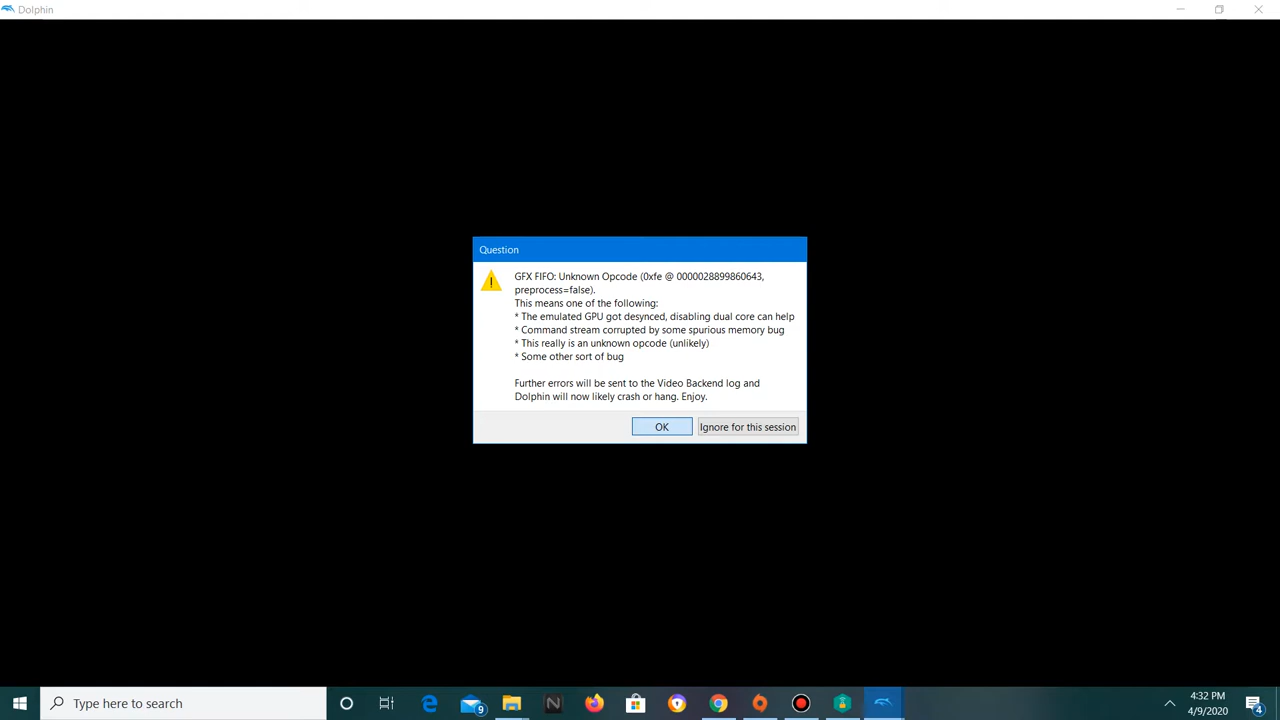 Dolphin
Question
GFX FIFO: Unknown Opcode (0xfe @ 0000028899860643,
preprocess=false).
This means one of the following:
* The emulated GPU got desynced, disabling dual core can help
* Command stream corrupted by some spurious memory bug
* This really is an unknown opcode (unlikely)
* Some other sort of bug
Further errors will be sent to the Video Backend log and
Dolphin will now likely crash or hang. Enjoy.
OK
Ignore for this session
Type here to search
9
N
4:32 PM
4/9/2020
4